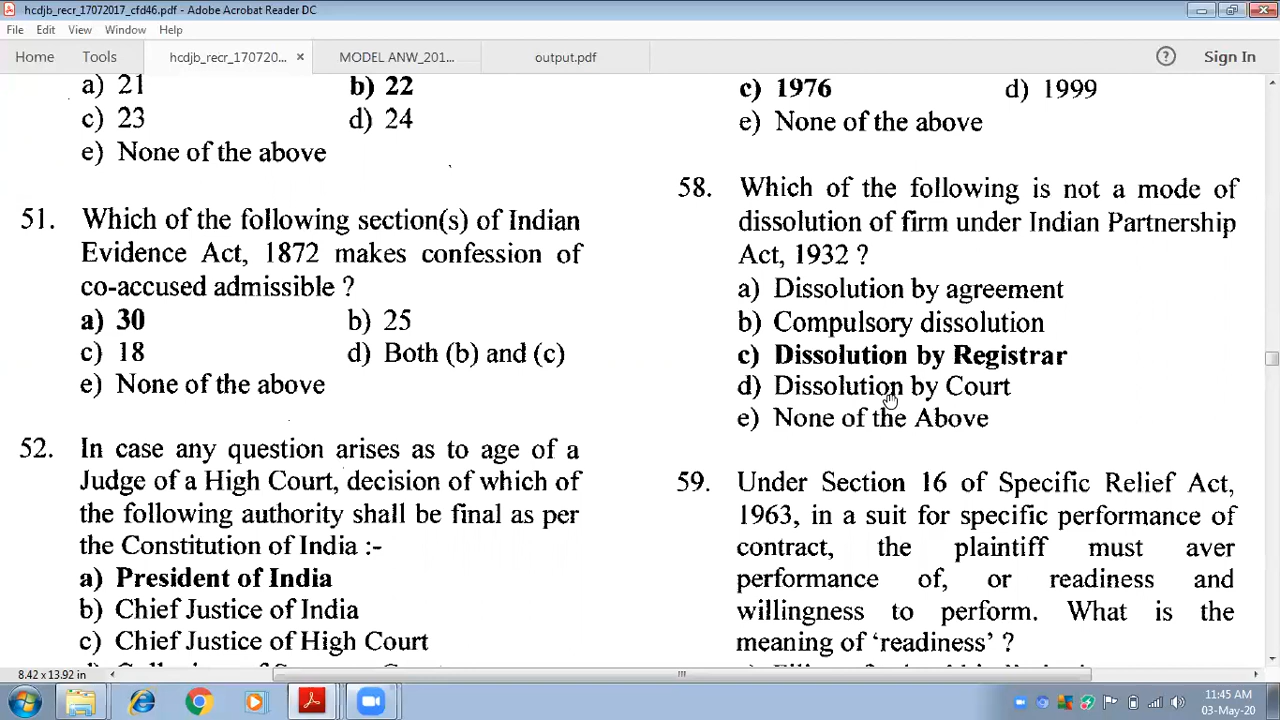 hcdjb_recr_17072017_cfd46.pdf - Adobe Acrobat Reader DC
File Edit View Window Help
Home Tools hcdjb_recr_170720... × MODEL ANW_201... output.pdf Sign In
a) 21 b) 22
c) 23 d) 24
e) None of the above
51. Which of the following section(s) of Indian
Evidence Act, 1872 makes confession of
co-accused admissible ?
a) 30 b) 25
c) 18 d) Both (b) and (c)
e) None of the above
52. In case any question arises as to age of a
Judge of a High Court, decision of which of
the following authority shall be final as per
the Constitution of India :-
a) President of India
b) Chief Justice of India
c) Chief Justice of High Court
c) 1976 d) 1999
e) None of the above
58. Which of the following is not a mode of
dissolution of firm under Indian Partnership
Act, 1932 ?
a) Dissolution by agreement
b) Compulsory dissolution
c) Dissolution by Registrar
d) Dissolution by Court
e) None of the Above
59. Under Section 16 of Specific Relief Act,
1963, in a suit for specific performance of
contract, the plaintiff must aver
performance of, or readiness and
willingness to perform. What is the
meaning of ‘readiness’ ?
8.42 x 13.92 in
11:45 AM
03-May-20